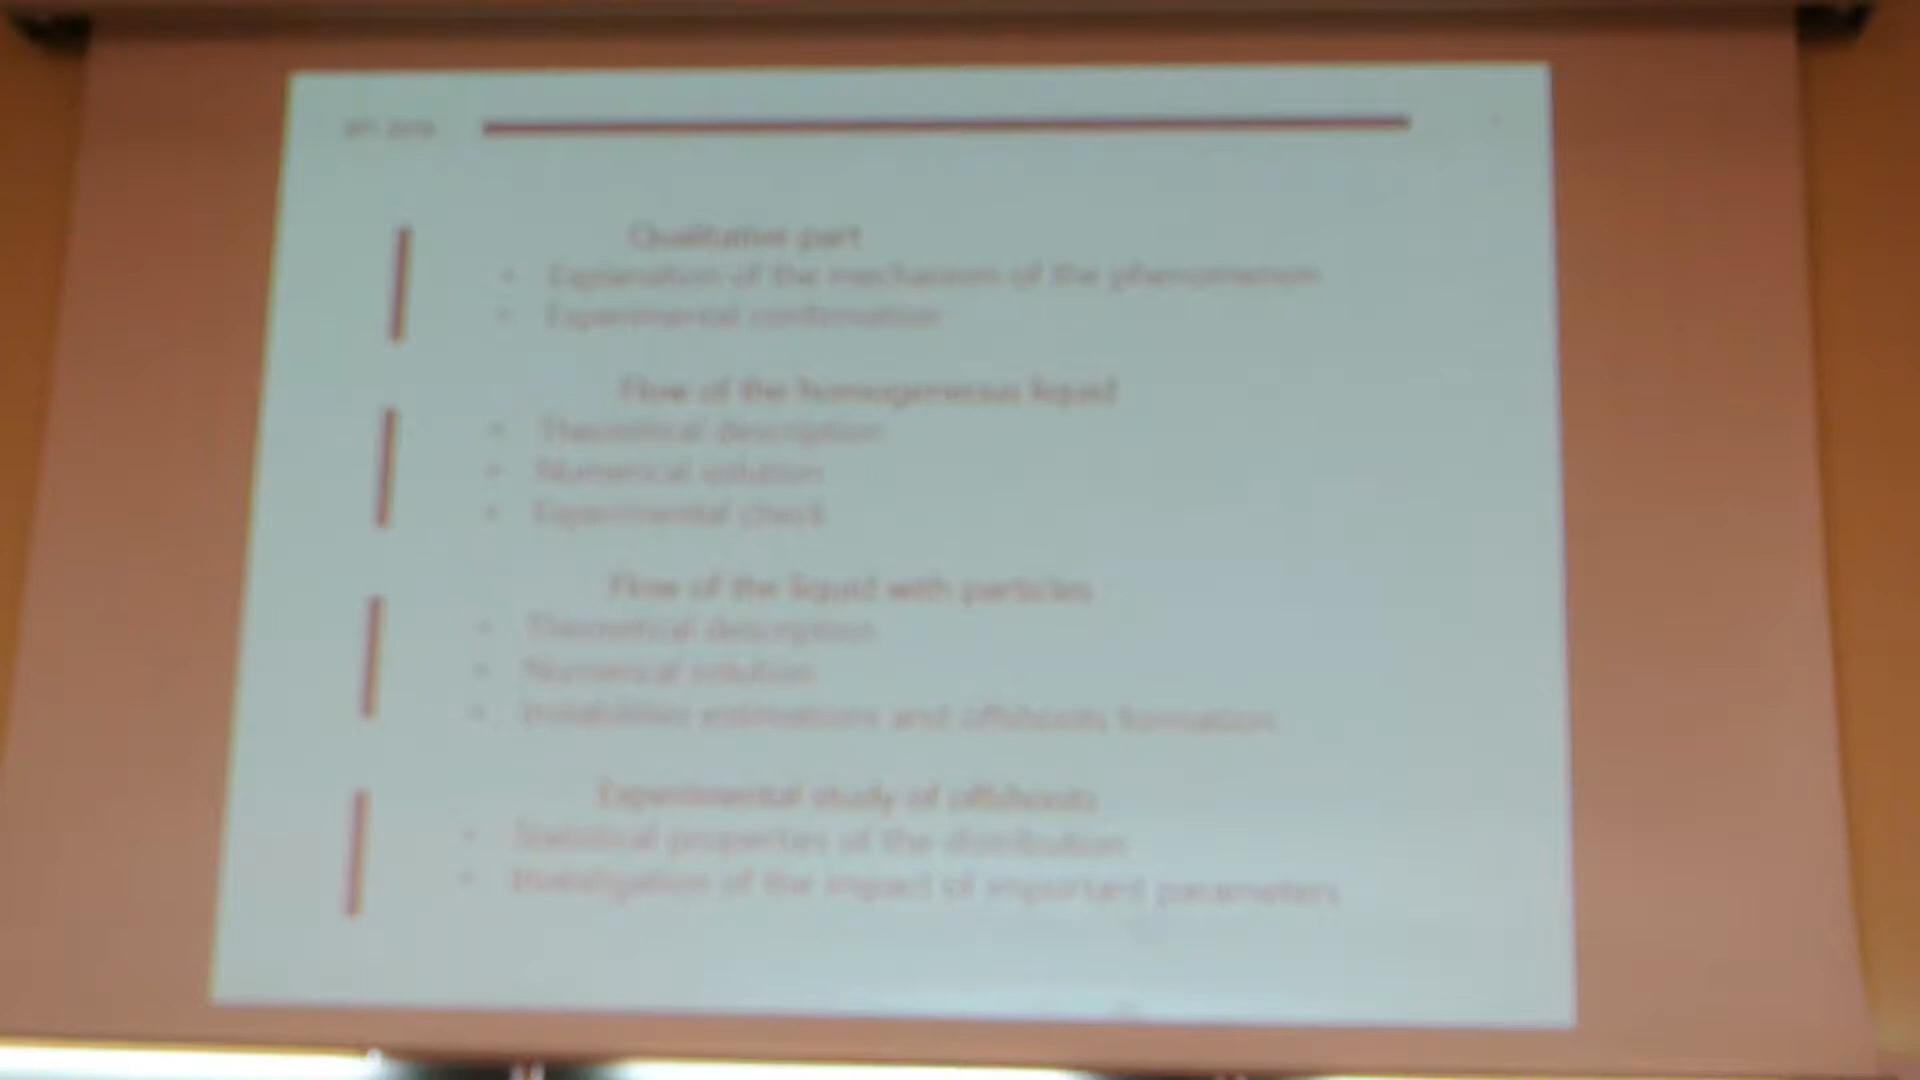 Qualitative part
• Explanation of the mechanism of the phenomenon
• Experimental confirmation
Flow of the homogeneous liquid
• Theoretical description
• Numerical solution
• Experimental check
Flow of the liquid with particles
• Theoretical description
• Numerical solution
• Instabilities estimations and offshoots formation
Experimental study of offshoots
• Statistical properties of the distribution
• Investigation of the impact of important parameters